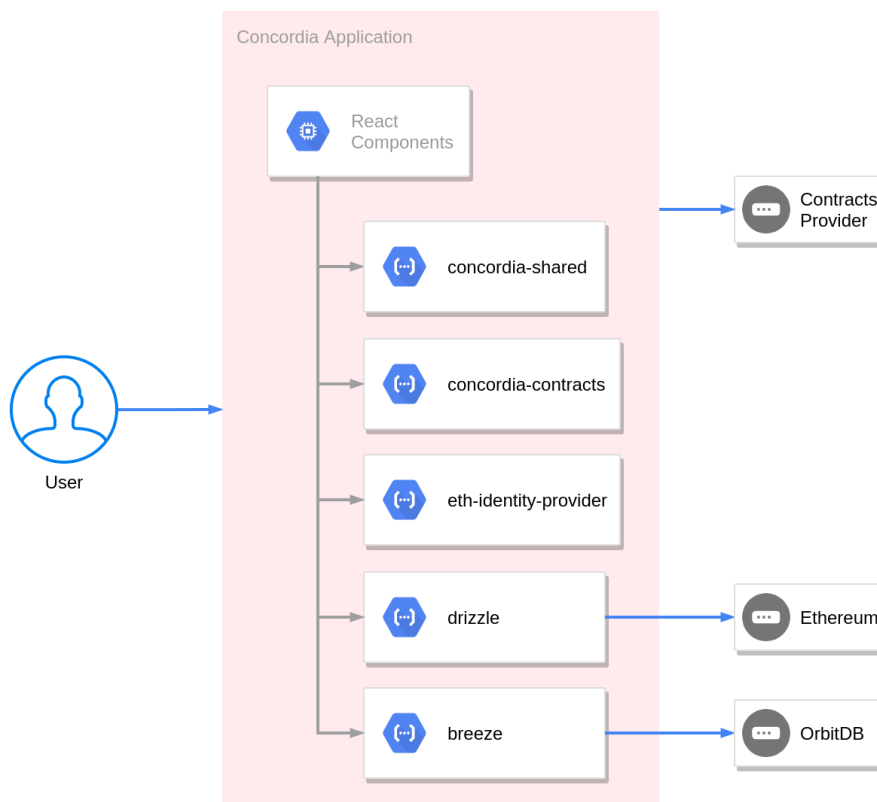 Concordia Application
React
Components
Contracts
Provider
concordia-shared
concordia-contracts
User
eth-identity-provider
drizzle
Ethereum
breeze
OrbitDB